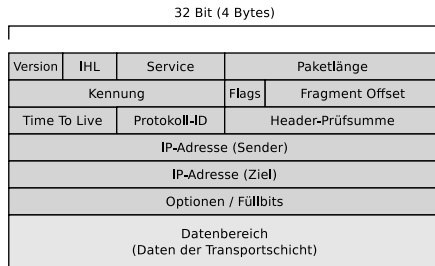 32 Bit (4 Bytes)
Version IHL Service Paketlänge
Kennung Flags Fragment Offset
Time To Live Protokoll-ID Header-Prüfsumme
IP-Adresse (Sender)
IP-Adresse (Ziel)
Optionen / Füllbits
Datenbereich
(Daten der Transportschicht)